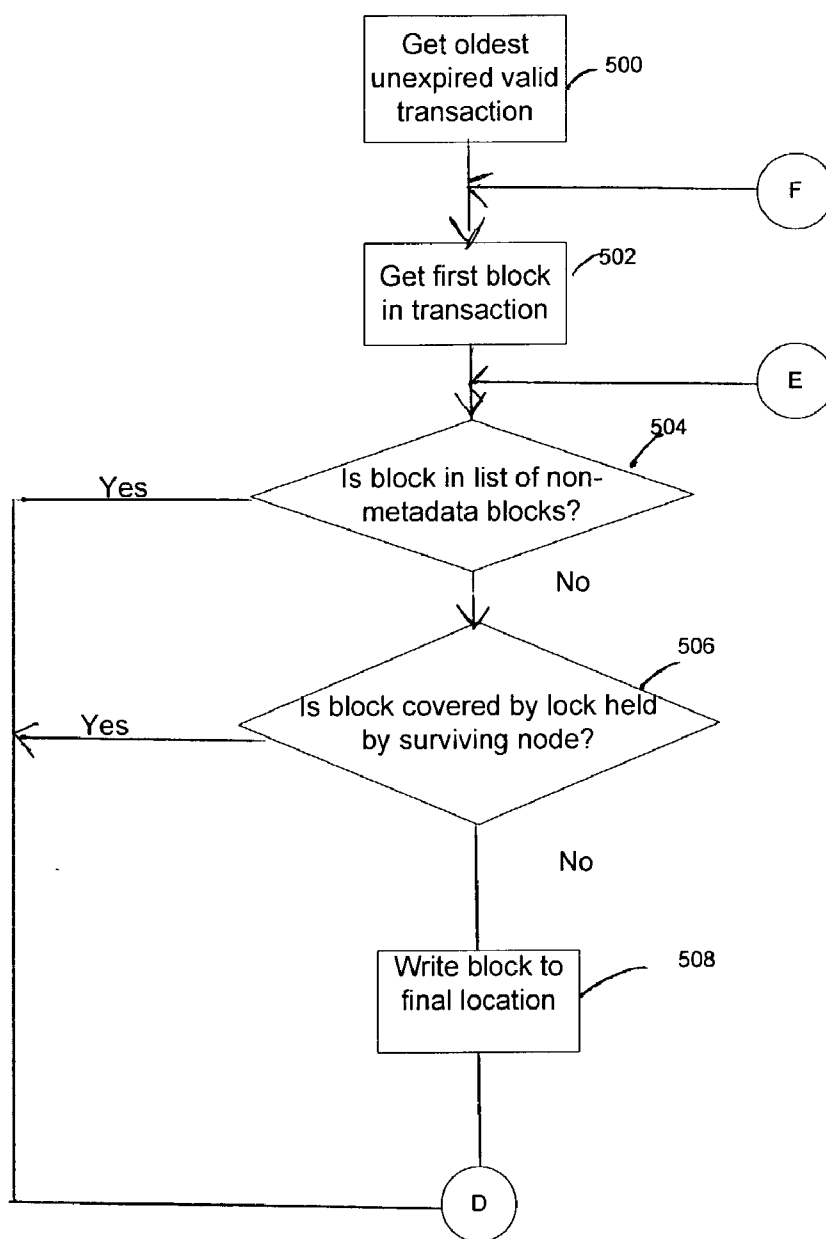 Get oldest
unexpired valid
transaction
500
F
Get first block
in transaction
502
E
504
Is block in list of non-
metadata blocks?
Yes
No
506
Is block covered by lock held
by surviving node?
Yes
No
Write block to
final location
508
D